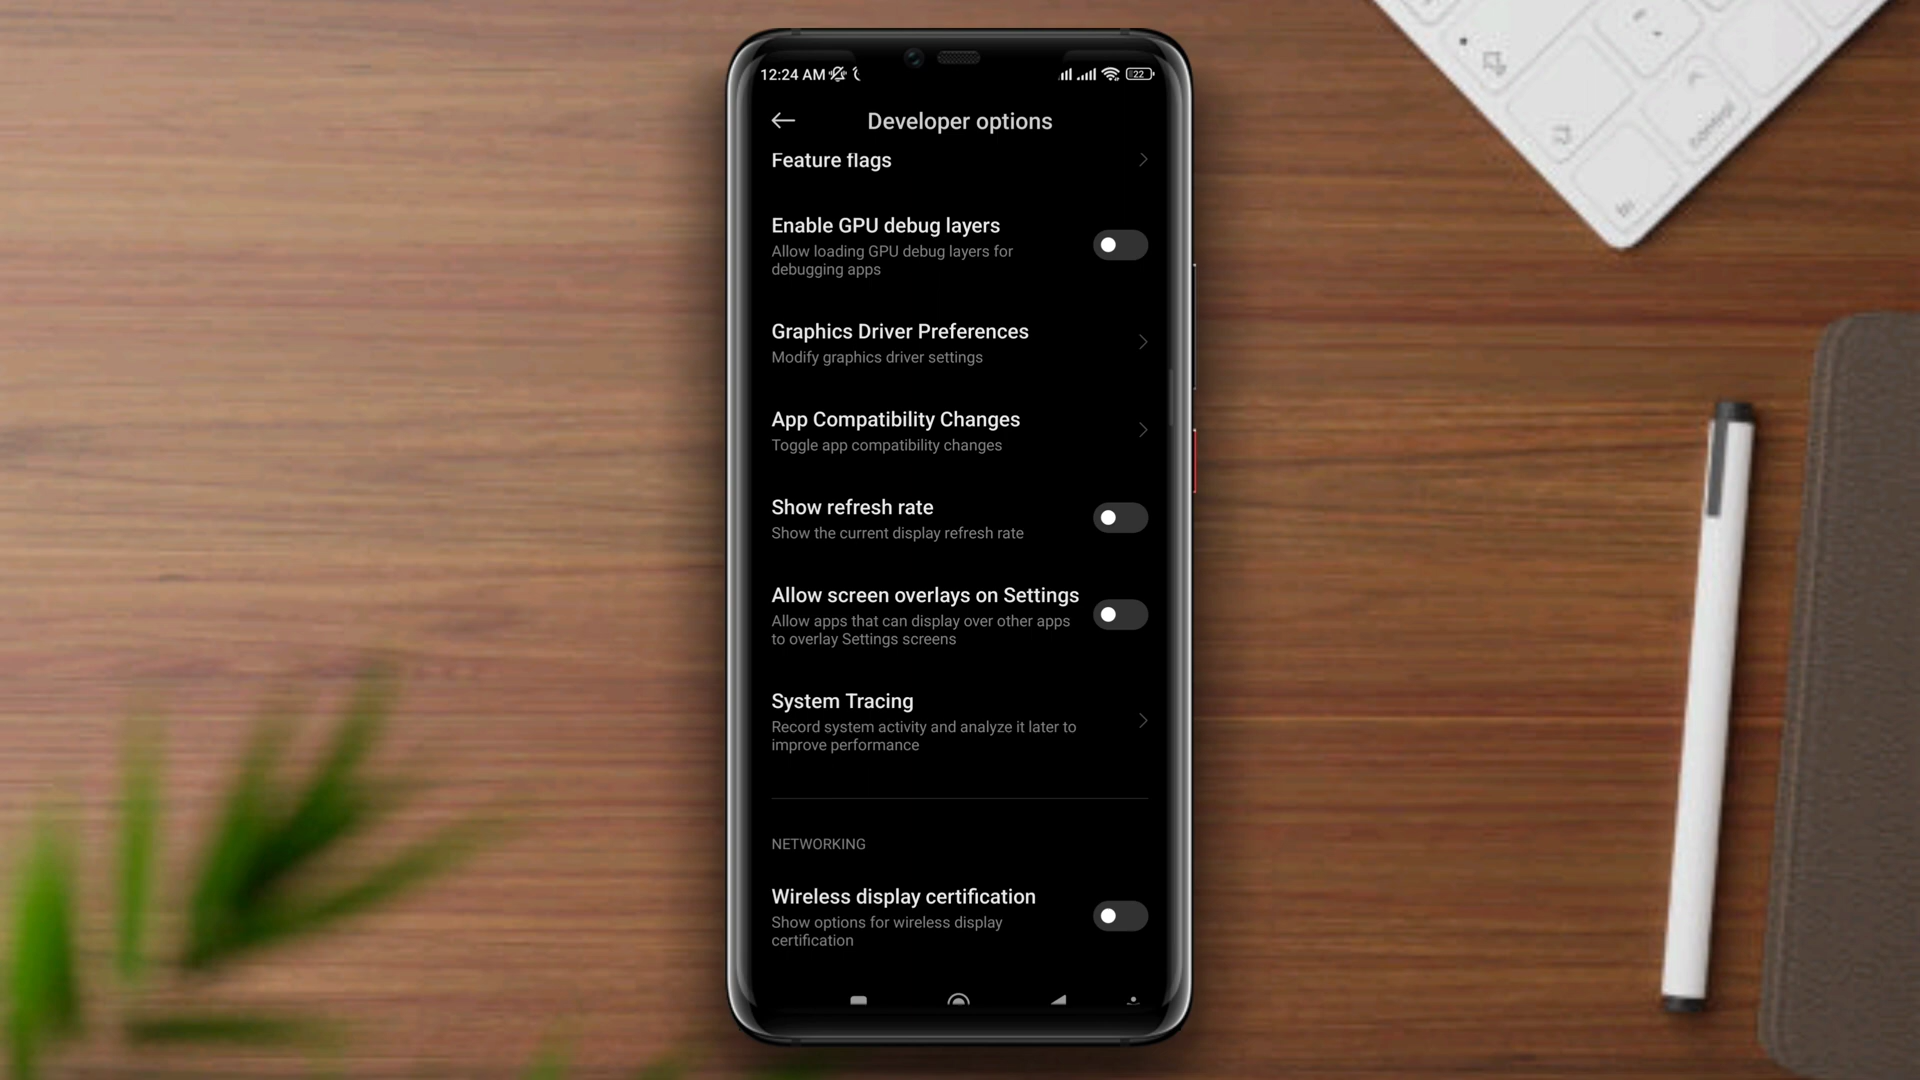 12:24 AM
22
Developer options
Feature flags
Enable GPU debug layers
Allow loading GPU debug layers for
debugging apps
Graphics Driver Preferences
Modify graphics driver settings
App Compatibility Changes
Toggle app compatibility changes
Show refresh rate
Show the current display refresh rate
Allow screen overlays on Settings
Allow apps that can display over other apps
to overlay Settings screens
System Tracing
Record system activity and analyze it later to
improve performance
NETWORKING
Wireless display certification
Show options for wireless display
certification
control
fn